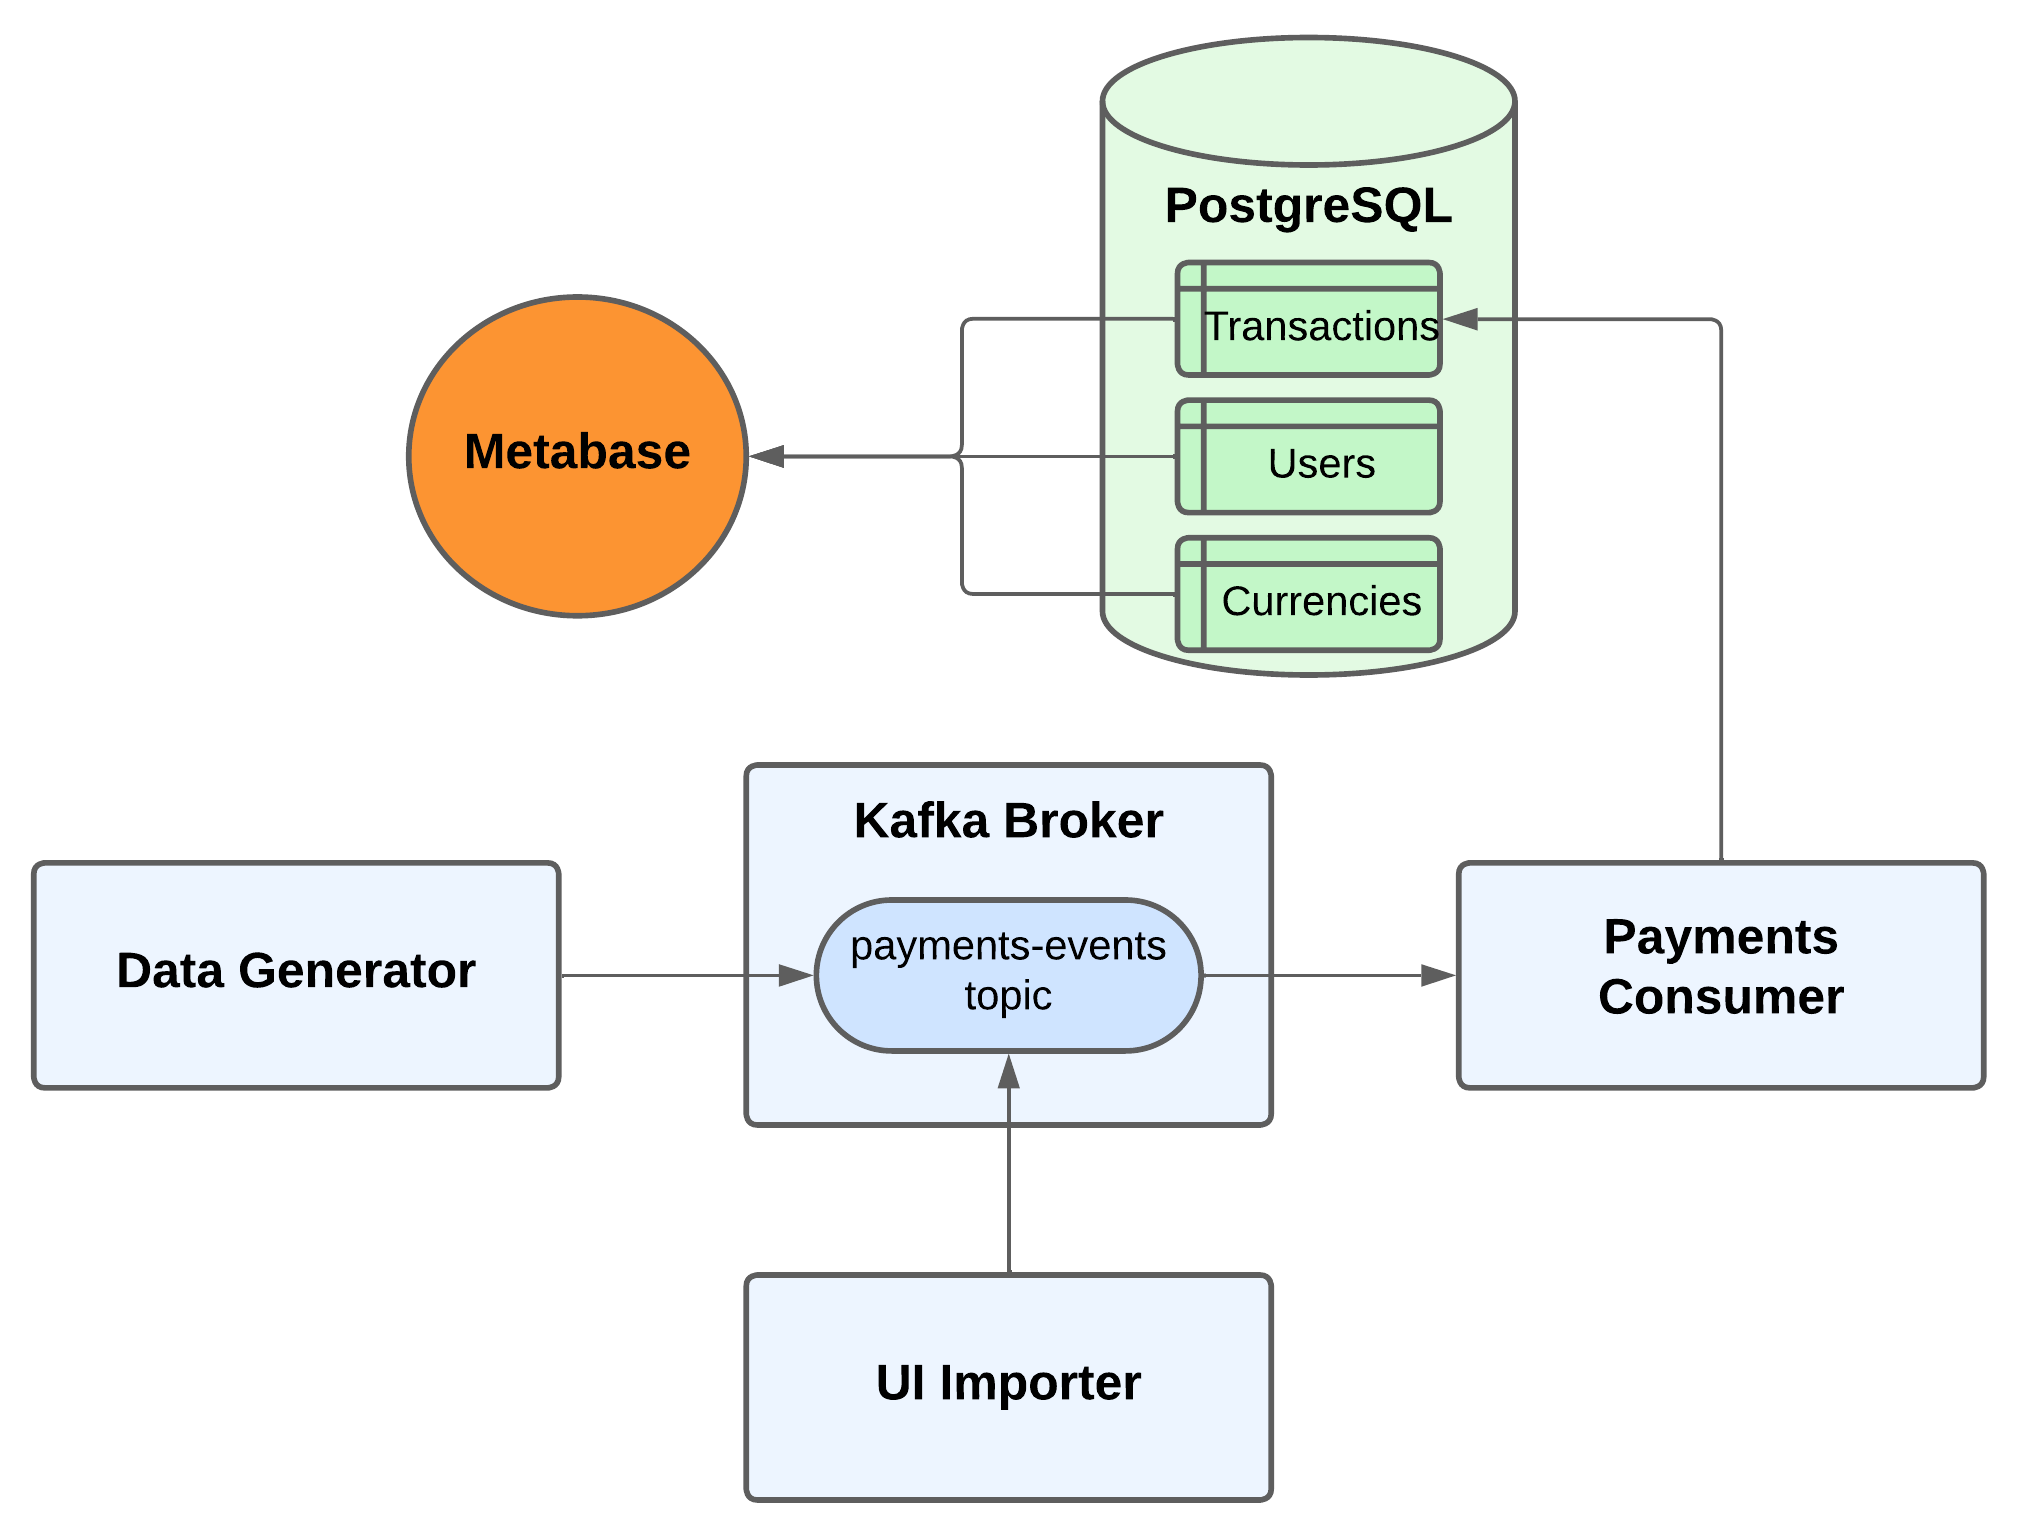 PostgreSQL
Transactions
Users
Currencies
Metabase
Kafka Broker
payments-events
topic
Data Generator
Payments
Consumer
UI Importer